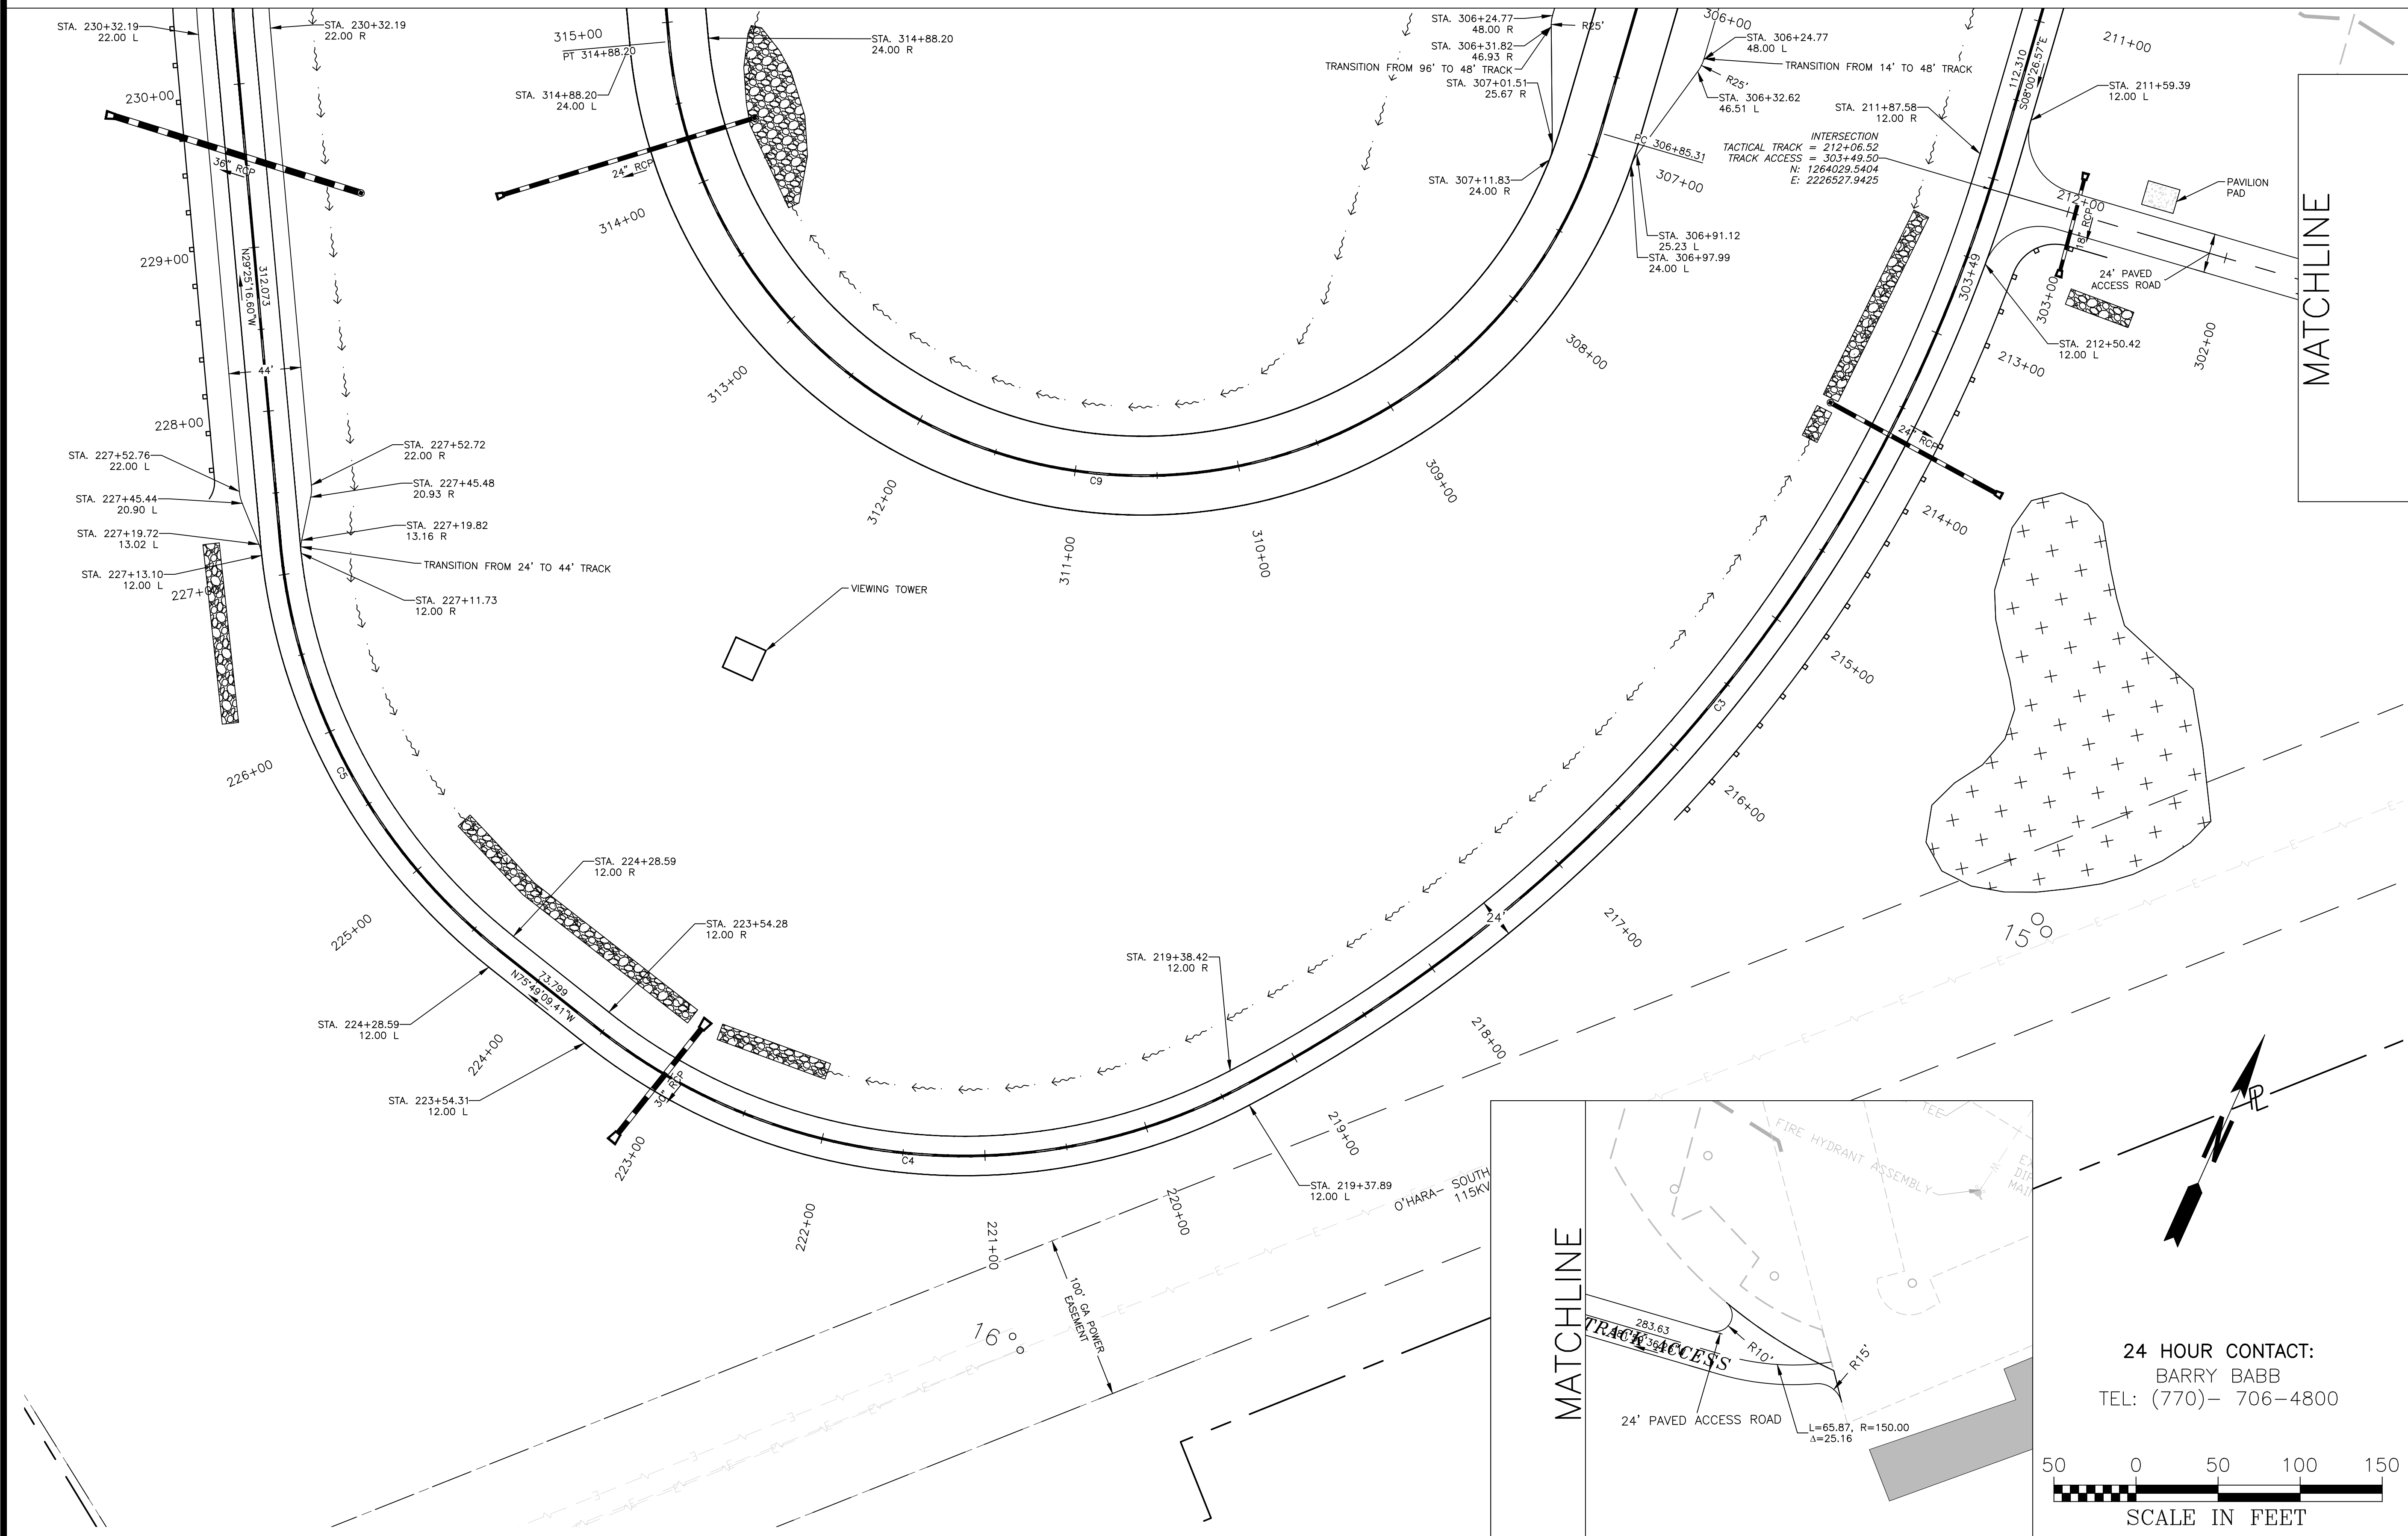 STA. 230+32.19
22.00 L
STA. 230+32.19
22.00 R
230+00
36" RCP
229+00
N29°25'16.60"W
312.073
44'
228+00
STA. 227+52.76
22.00 L
STA. 227+52.72
22.00 R
STA. 227+45.44
20.90 L
STA. 227+45.48
20.93 R
STA. 227+19.72
13.02 L
STA. 227+19.82
13.16 R
TRANSITION FROM 24' TO 44' TRACK
STA. 227+13.10
12.00 L
STA. 227+11.73
12.00 R
226+00
C5
225+00
STA. 224+28.59
12.00 R
STA. 223+54.28
12.00 R
73.799
N75°49'09.41"W
STA. 224+28.59
12.00 L
224+00
STA. 223+54.31
12.00 L
30" RCP
223+00
315+00
PT 314+88.20
STA. 314+88.20
24.00 L
STA. 314+88.20
24.00 R
24" RCP
314+00
313+00
312+00
C9
311+00
310+00
309+00
308+00
VIEWING TOWER
STA. 306+24.77
48.00 R
R25'
STA. 306+31.82
46.93 R
TRANSITION FROM 96' TO 48' TRACK
STA. 307+01.51
25.67 R
STA. 307+11.83
24.00 R
306+00
STA. 306+24.77
48.00 L
TRANSITION FROM 14' TO 48' TRACK
R25'
STA. 306+32.62
46.51 L
PC 306+85.31
307+00
STA. 306+91.12
25.23 L
STA. 306+97.99
24.00 L
INTERSECTION
TACTICAL TRACK = 212+06.52
TRACK ACCESS = 303+49.50
N: 1264029.5404
E: 2226527.9425
STA. 211+87.58
12.00 R
112.310
S08°00'26.57"E
211+00
STA. 211+59.39
12.00 L
PAVILION
PAD
212+00
18" RCP
24' PAVED
ACCESS ROAD
303+49
303+00
302+00
STA. 212+50.42
12.00 L
213+00
24" RCP
214+00
215+00
C3
216+00
24'
217+00
218+00
STA. 219+38.42
12.00 R
219+00
STA. 219+37.89
12.00 L
220+00
221+00
222+00
C4
MATCHLINE
15
16
100' GA POWER
EASEMENT
O'HARA- SOUTH
115KV
MATCHLINE
TEE
FIRE HYDRANT ASSEMBLY
283.63
TRACK ACCESS
R10'
R15'
24' PAVED ACCESS ROAD
L=65.87, R=150.00
Δ=25.16
PL
N
24 HOUR CONTACT:
BARRY BABB
TEL: (770)- 706-4800
50 0 50 100 150
SCALE IN FEET